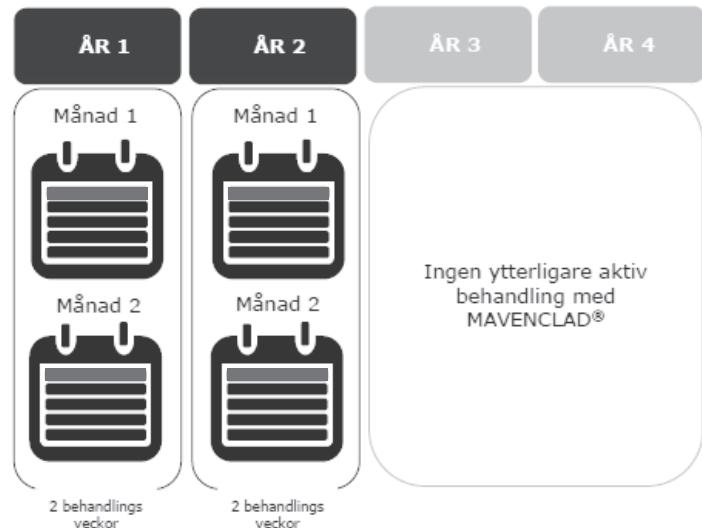 ÅR 1
ÅR 2
ÅR 3
ÅR 4
Månad 1
Månad 1
Månad 2
Månad 2
Ingen ytterligare aktiv
behandling med
MAVENCLAD®
2 behandlings
veckor
2 behandlings
veckor